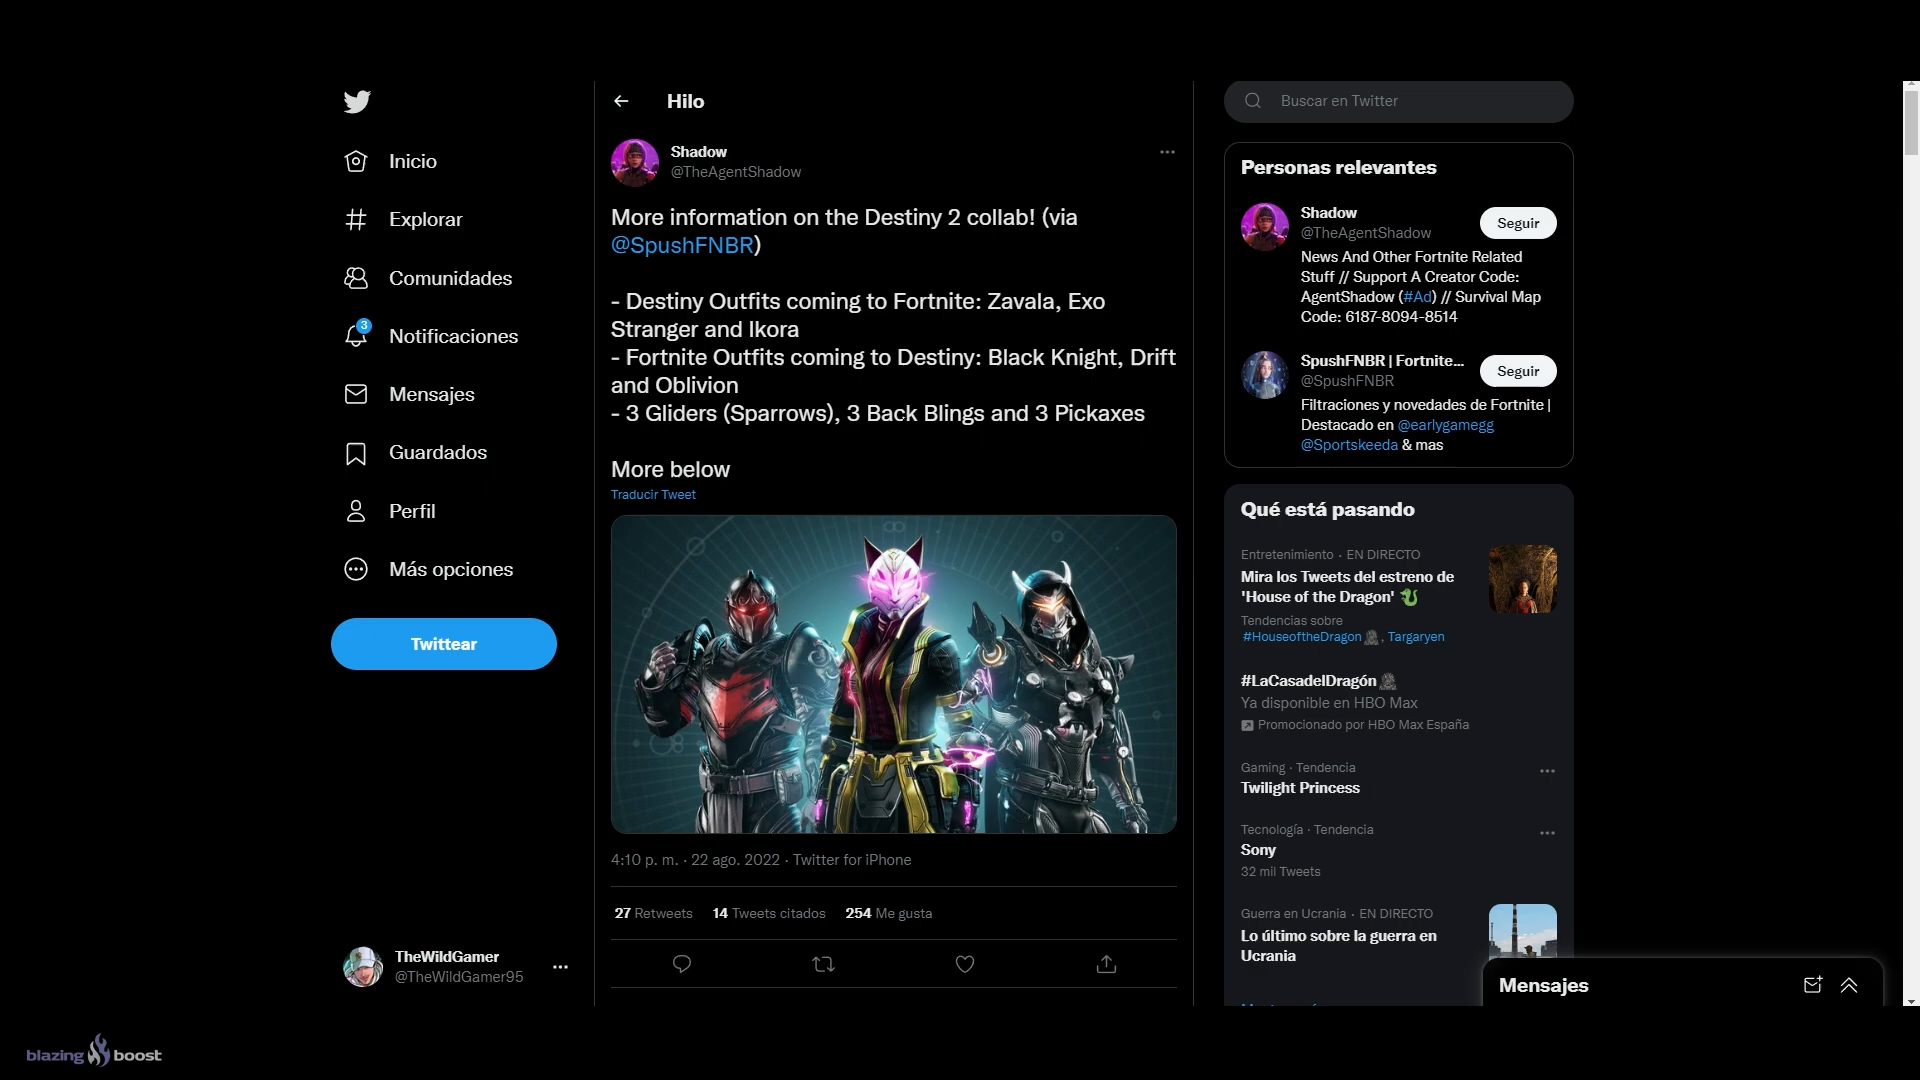 Inicio
Explorar
Comunidades
3
Notificaciones
Mensajes
Guardados
Perfil
Más opciones
Twittear
TheWildGamer
@TheWildGamer95
Hilo
Shadow
@TheAgentShadow
More information on the Destiny 2 collab! (via
@SpushFNBR)
- Destiny Outfits coming to Fortnite: Zavala, Exo
Stranger and Ikora
- Fortnite Outfits coming to Destiny: Black Knight, Drift
and Oblivion
- 3 Gliders (Sparrows), 3 Back Blings and 3 Pickaxes
More below
Traducir Tweet
4:10 p. m. · 22 ago. 2022 · Twitter for iPhone
27 Retweets 14 Tweets citados 254 Me gusta
Buscar en Twitter
Personas relevantes
Shadow
@TheAgentShadow
Seguir
News And Other Fortnite Related
Stuff // Support A Creator Code:
AgentShadow (#Ad) // Survival Map
Code: 6187-8094-8514
SpushFNBR | Fortnite...
@SpushFNBR
Seguir
Filtraciones y novedades de Fortnite |
Destacado en @earlygamegg
@Sportskeeda & mas
Qué está pasando
Entretenimiento · EN DIRECTO
Mira los Tweets del estreno de
'House of the Dragon'
Tendencias sobre
#HouseoftheDragon, Targaryen
#LaCasadelDragón
Ya disponible en HBO Max
Promocionado por HBO Max España
Gaming · Tendencia
Twilight Princess
Tecnología · Tendencia
Sony
32 mil Tweets
Guerra en Ucrania · EN DIRECTO
Lo último sobre la guerra en
Ucrania
Mensajes
blazing boost